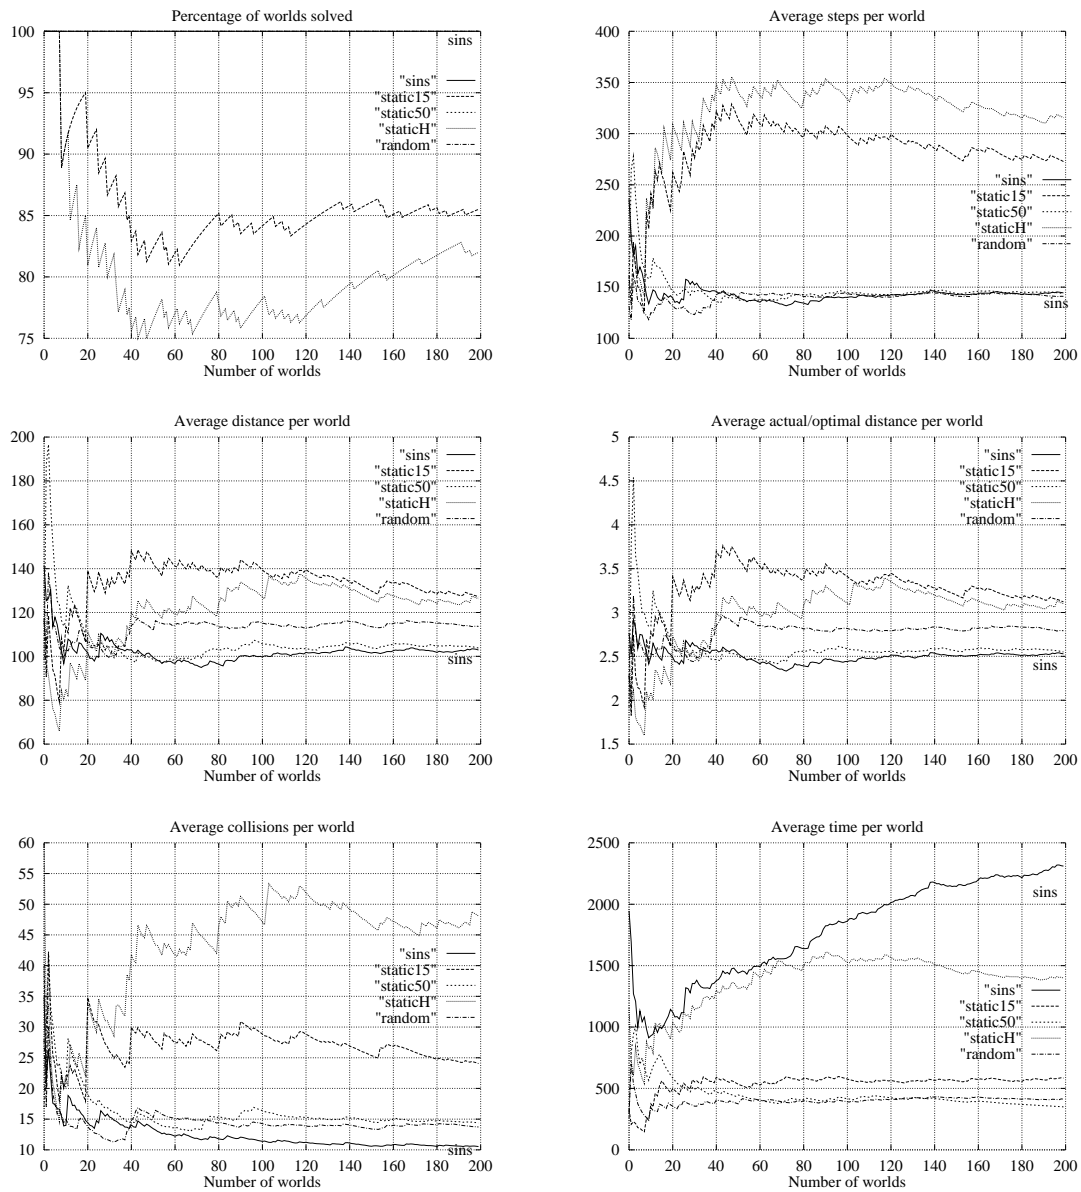 Percentage of worlds solved
100
95
90
85
80
75
0 20 40 60 80 100 120 140 160 180 200
Number of worlds
sins
"sins"
"static15"
"static50"
"staticH"
"random"
Average steps per world
400
350
300
250
200
150
100
0 20 40 60 80 100 120 140 160 180 200
Number of worlds
"sins"
"static15"
"static50"
"staticH"
"random"
sins
Average distance per world
200
180
160
140
120
100
80
60
0 20 40 60 80 100 120 140 160 180 200
Number of worlds
"sins"
"static15"
"static50"
"staticH"
"random"
sins
Average actual/optimal distance per world
5
4.5
4
3.5
3
2.5
2
1.5
0 20 40 60 80 100 120 140 160 180 200
Number of worlds
"sins"
"static15"
"static50"
"staticH"
"random"
sins
Average collisions per world
60
55
50
45
40
35
30
25
20
15
10
0 20 40 60 80 100 120 140 160 180 200
Number of worlds
"sins"
"static15"
"static50"
"staticH"
"random"
sins
Average time per world
2500
2000
1500
1000
500
0
0 20 40 60 80 100 120 140 160 180 200
Number of worlds
sins
"sins"
"static15"
"static50"
"staticH"
"random"